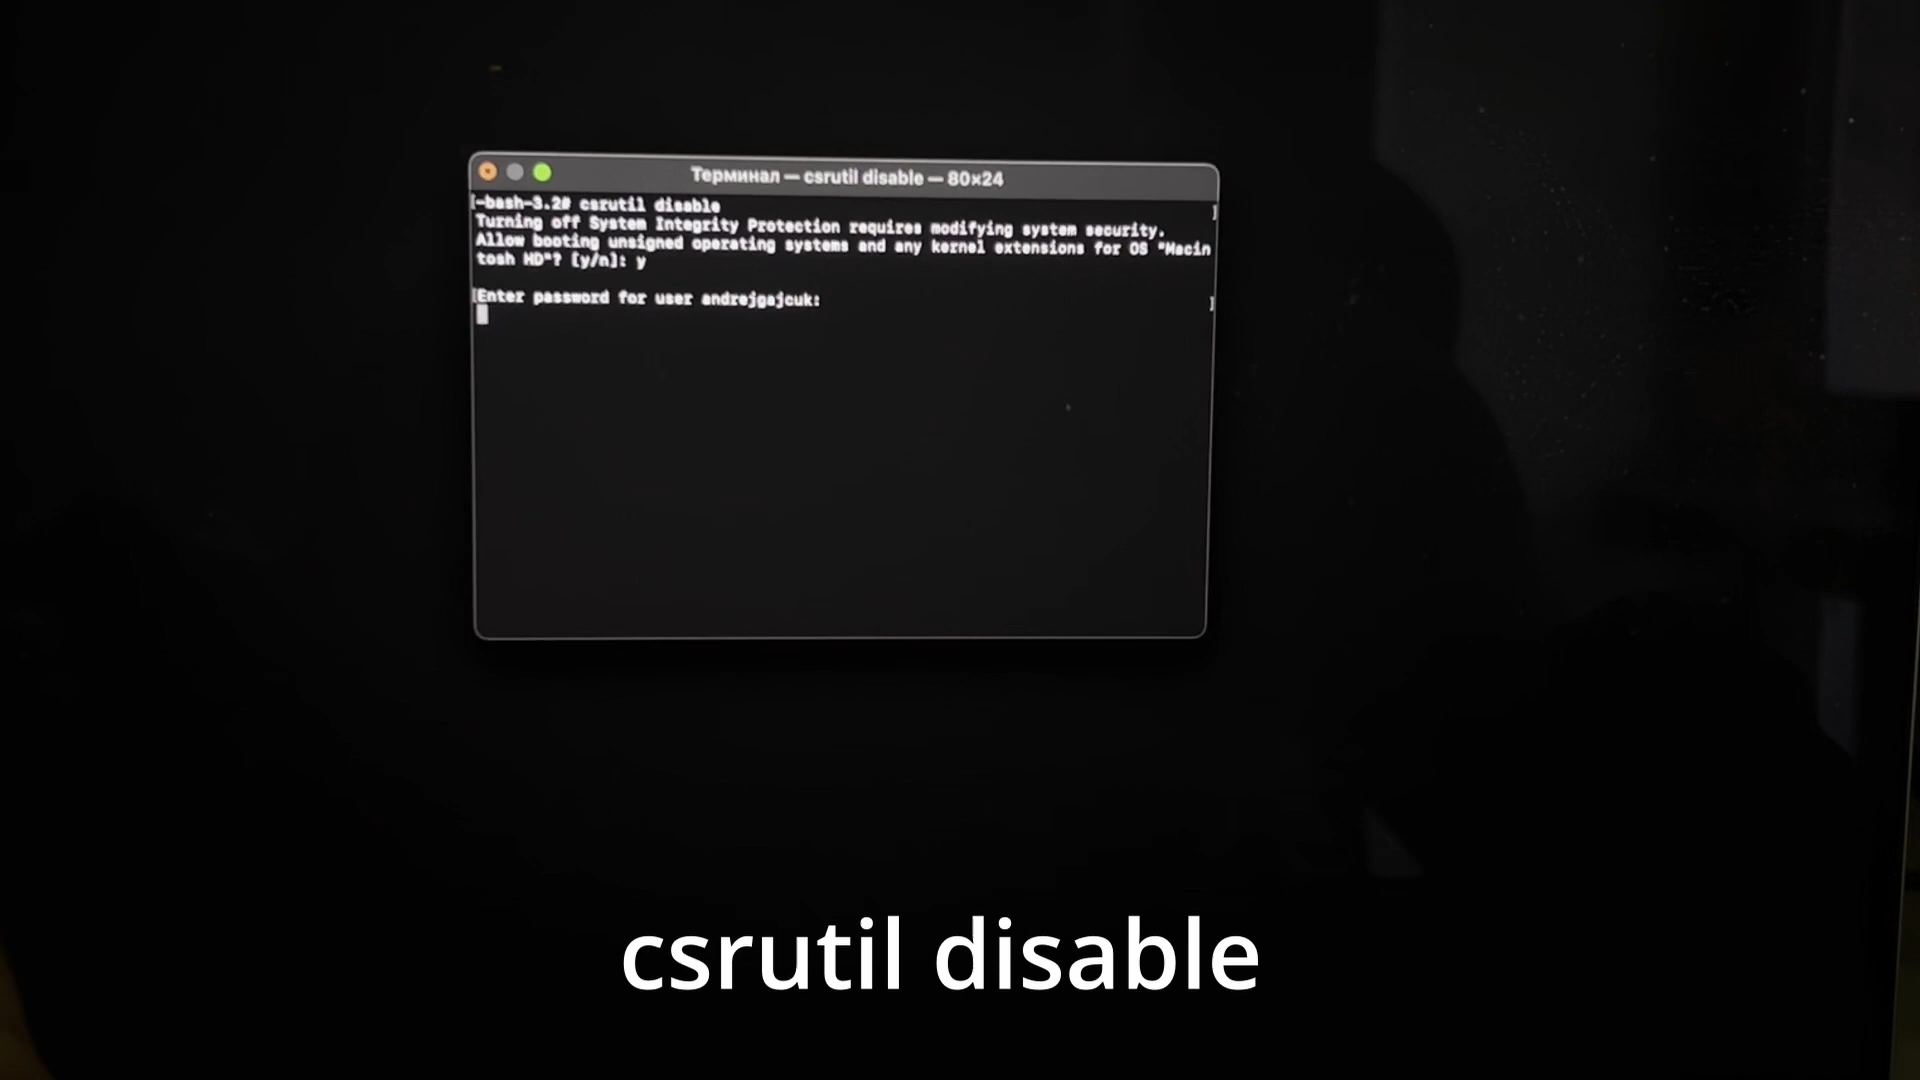 Терминал — csrutil disable — 80×24
[-bash-3.2# csrutil disable ]
Turning off System Integrity Protection requires modifying system security.
Allow booting unsigned operating systems and any kernel extensions for OS "Macin
tosh HD"? [y/n]: y
[Enter password for user andrejgajcuk: ]
csrutil disable